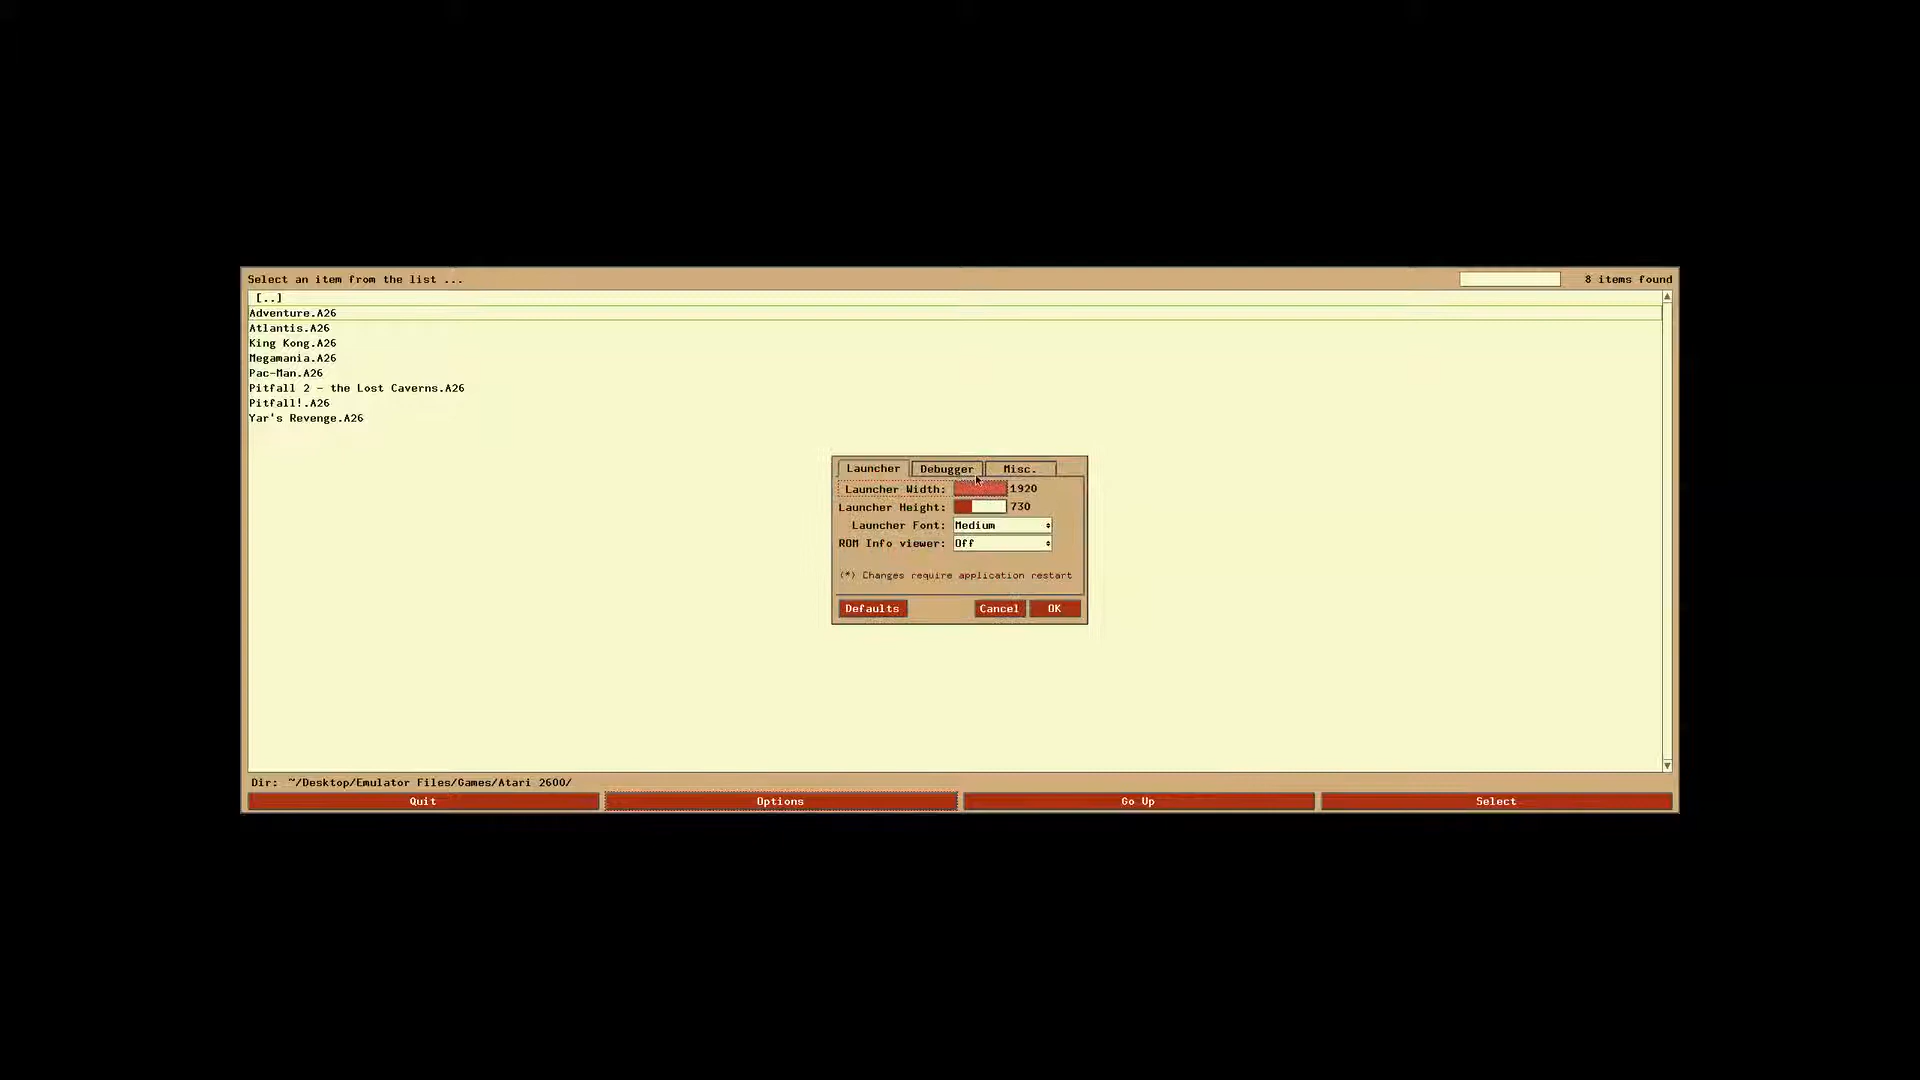 Select an item from the list ... 8 items found
[..]
Adventure.A26
Atlantis.A26
King Kong.A26
Megamania.A26
Pac-Man.A26
Pitfall 2 - the Lost Caverns.A26
Pitfall!.A26
Yar's Revenge.A26
Launcher Debugger Misc.
Launcher Width: 1920
Launcher Height: 730
Launcher Font: Medium
ROM Info viewer: Off
(*) Changes require application restart
Defaults Cancel OK
Dir: ~/Desktop/Emulator Files/Games/Atari 2600/
Quit Options Go Up Select